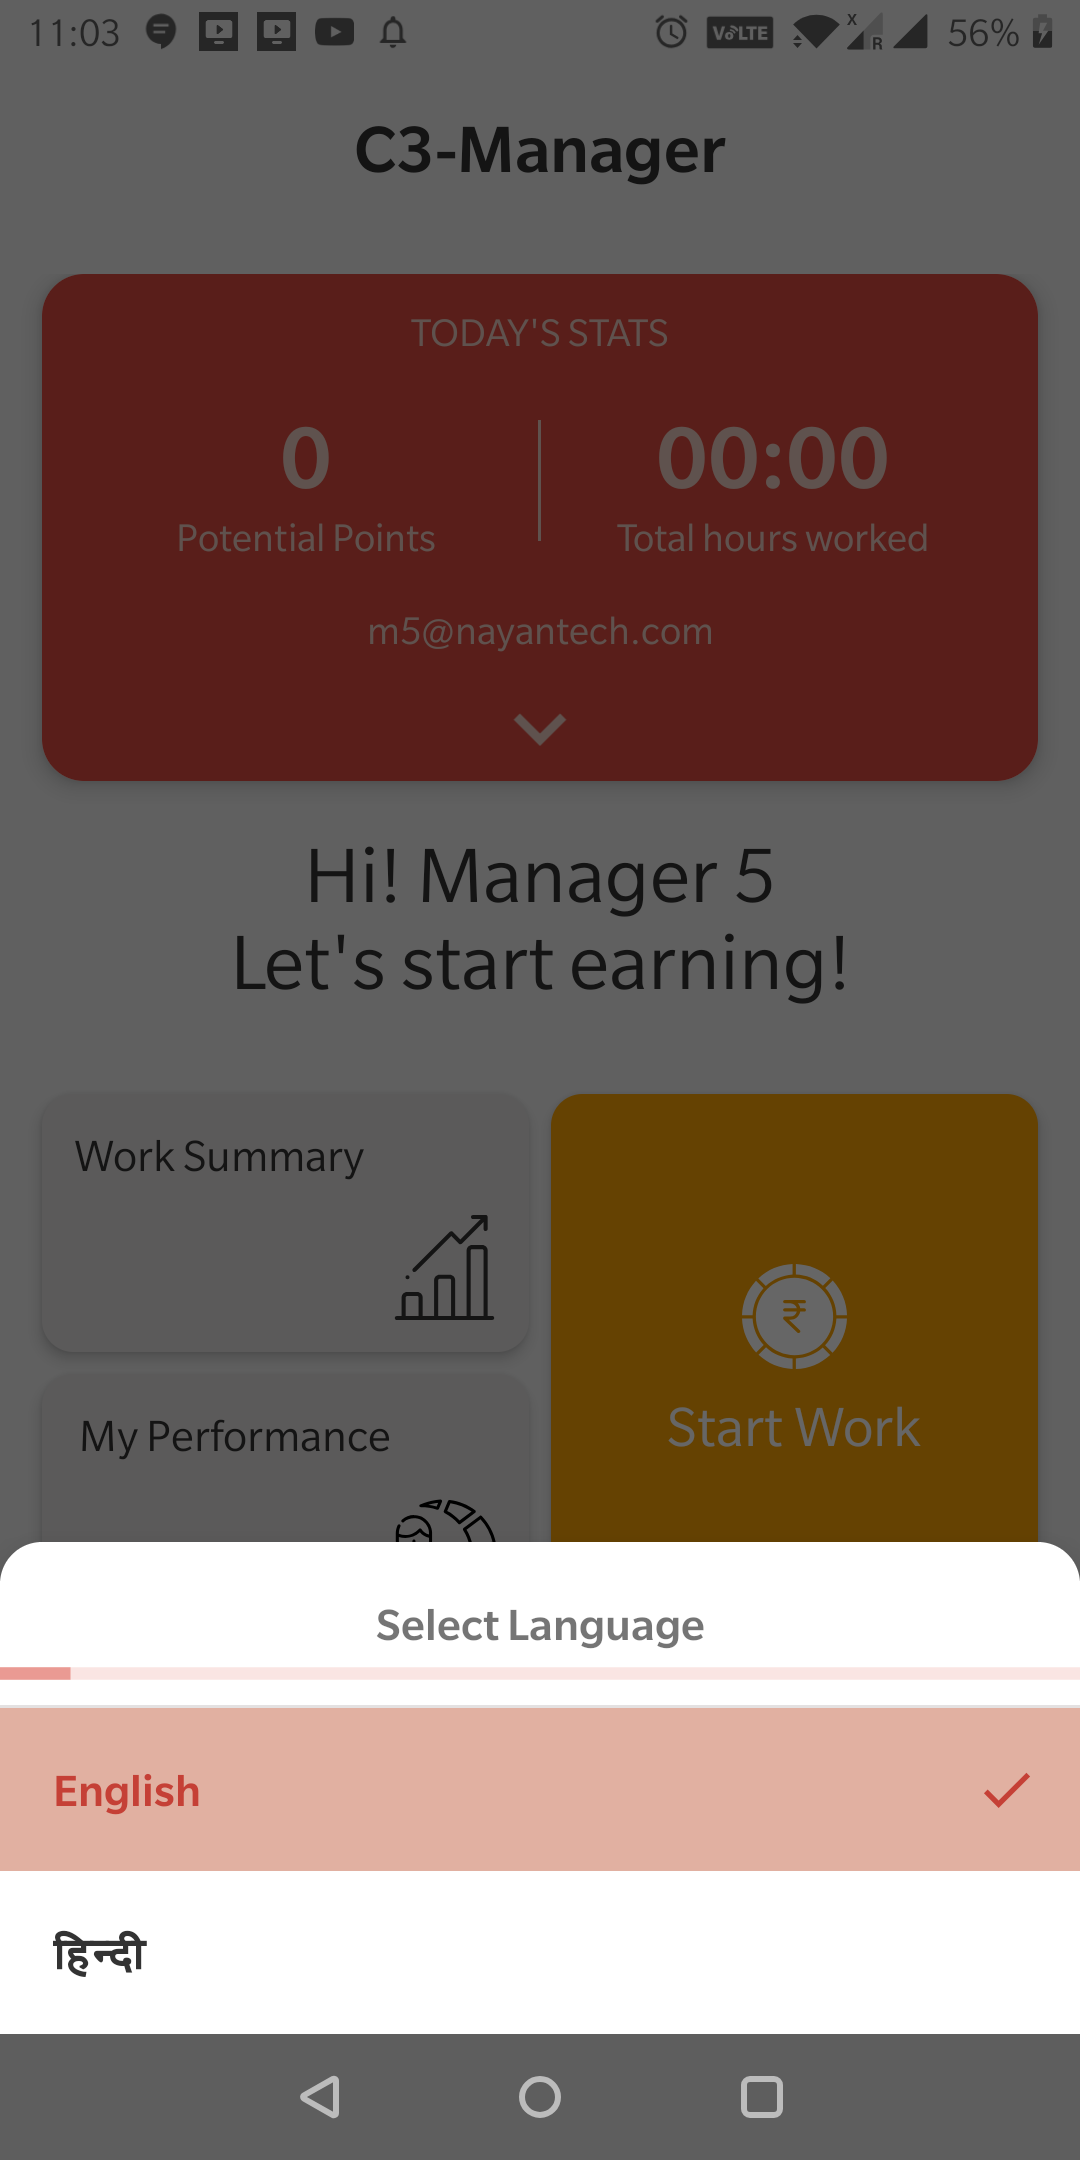 11:03 VoLTE X R 56%
C3-Manager
TODAY'S STATS
0 00:00
Potential Points Total hours worked
m5@nayantech.com
Hi! Manager 5
Let's start earning!
Work Summary
₹
Start Work
My Performance
Select Language
English
हिन्दी